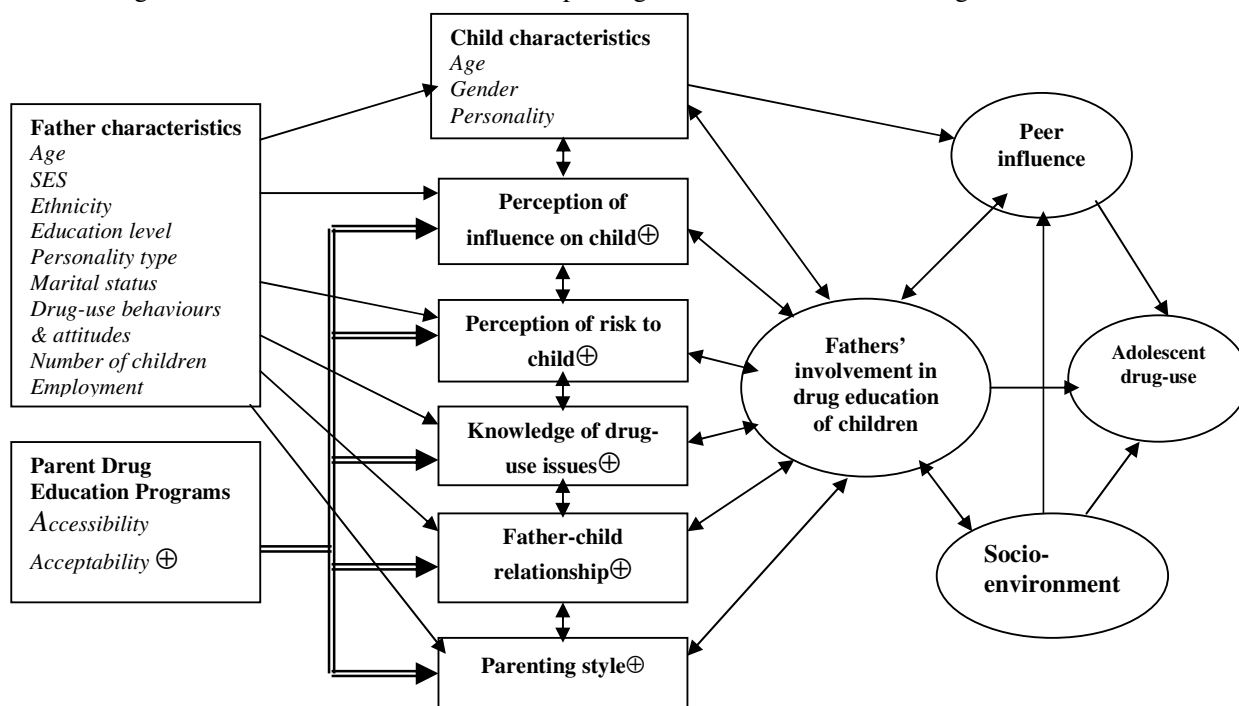 Child characteristics
Age
Gender
Personality
Father characteristics
Age
SES
Ethnicity
Education level
Personality type
Marital status
Drug-use behaviours
& attitudes
Number of children
Employment
Parent Drug
Education Programs
Accessibility
Acceptability ⊕
Perception of
influence on child⊕
Perception of risk to
child⊕
Knowledge of drug-
use issues⊕
Father-child
relationship⊕
Parenting style⊕
Fathers'
involvement in
drug education
of children
Peer
influence
Adolescent
drug-use
Socio-
environment